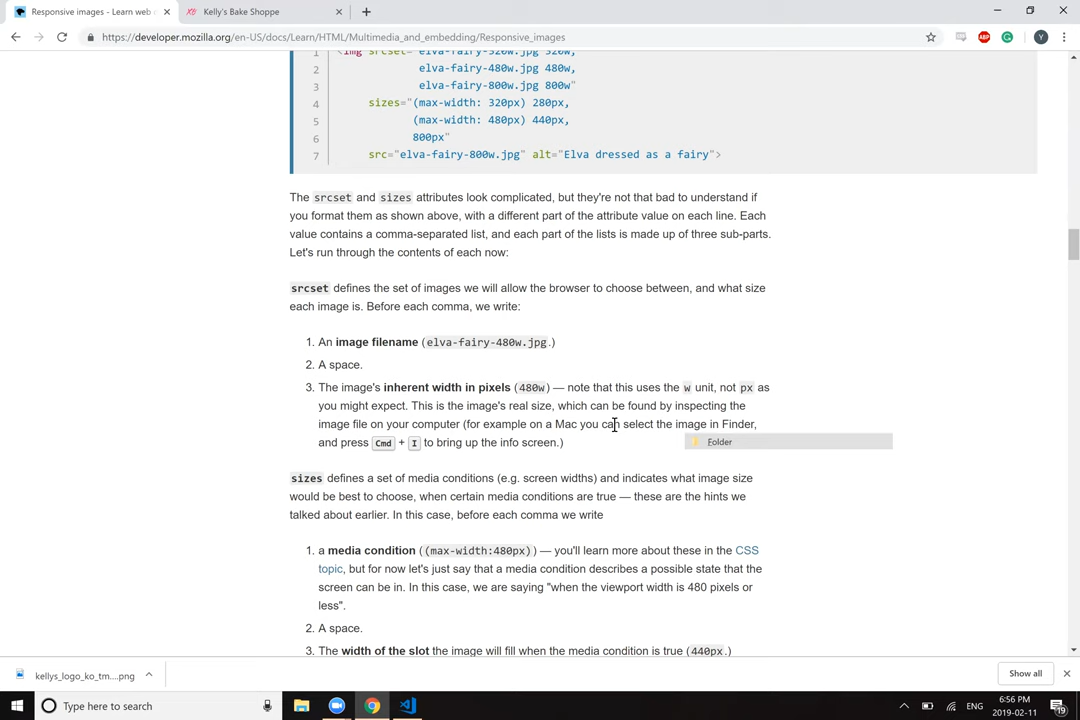 Responsive images - Learn web
Kelly's Bake Shoppe
https://developer.mozilla.org/en-US/docs/Learn/HTML/Multimedia_and_embedding/Responsive_images
ABP
Y
1 <img srcset="elva-fairy-320w.jpg 320w,
2 elva-fairy-480w.jpg 480w,
3 elva-fairy-800w.jpg 800w"
4 sizes="(max-width: 320px) 280px,
5 (max-width: 480px) 440px,
6 800px"
7 src="elva-fairy-800w.jpg" alt="Elva dressed as a fairy">
The srcset and sizes attributes look complicated, but they're not that bad to understand if
you format them as shown above, with a different part of the attribute value on each line. Each
value contains a comma-separated list, and each part of the lists is made up of three sub-parts.
Let's run through the contents of each now:
srcset defines the set of images we will allow the browser to choose between, and what size
each image is. Before each comma, we write:
1. An image filename (elva-fairy-480w.jpg.)
2. A space.
3. The image's inherent width in pixels (480w) — note that this uses the w unit, not px as
you might expect. This is the image's real size, which can be found by inspecting the
image file on your computer (for example on a Mac you can select the image in Finder,
and press Cmd + I to bring up the info screen.)
Folder
sizes defines a set of media conditions (e.g. screen widths) and indicates what image size
would be best to choose, when certain media conditions are true — these are the hints we
talked about earlier. In this case, before each comma we write
1. a media condition ((max-width:480px)) — you'll learn more about these in the CSS
topic, but for now let's just say that a media condition describes a possible state that the
screen can be in. In this case, we are saying "when the viewport width is 480 pixels or
less".
2. A space.
3. The width of the slot the image will fill when the media condition is true (440px.)
kellys_logo_ko_tm....png
Show all
Type here to search
ENG
6:56 PM
2019-02-11
19